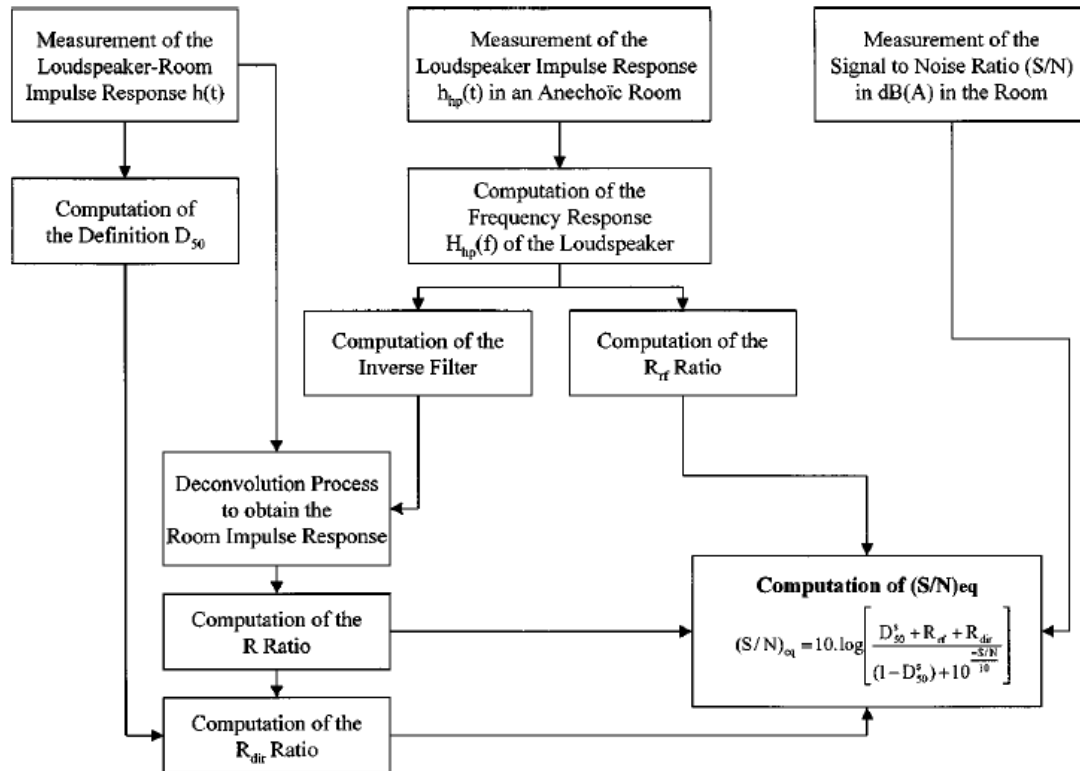 Measurement of the
Loudspeaker-Room
Impulse Response h(t)
Measurement of the
Loudspeaker Impulse Response
h_hp(t) in an Anechoïc Room
Measurement of the
Signal to Noise Ratio (S/N)
in dB(A) in the Room
Computation of
the Definition D_50
Computation of the
Frequency Response
H_hp(f) of the Loudspeaker
Computation of the
Inverse Filter
Computation of the
R_rf Ratio
Deconvolution Process
to obtain the
Room Impulse Response
Computation of the
R Ratio
Computation of the
R_dir Ratio
Computation of (S/N)eq
(S/N)_eq =10.log[(D^s_50 + R_rf + R_dir)/((1-D^s_50)+10^(-S/N/10))]